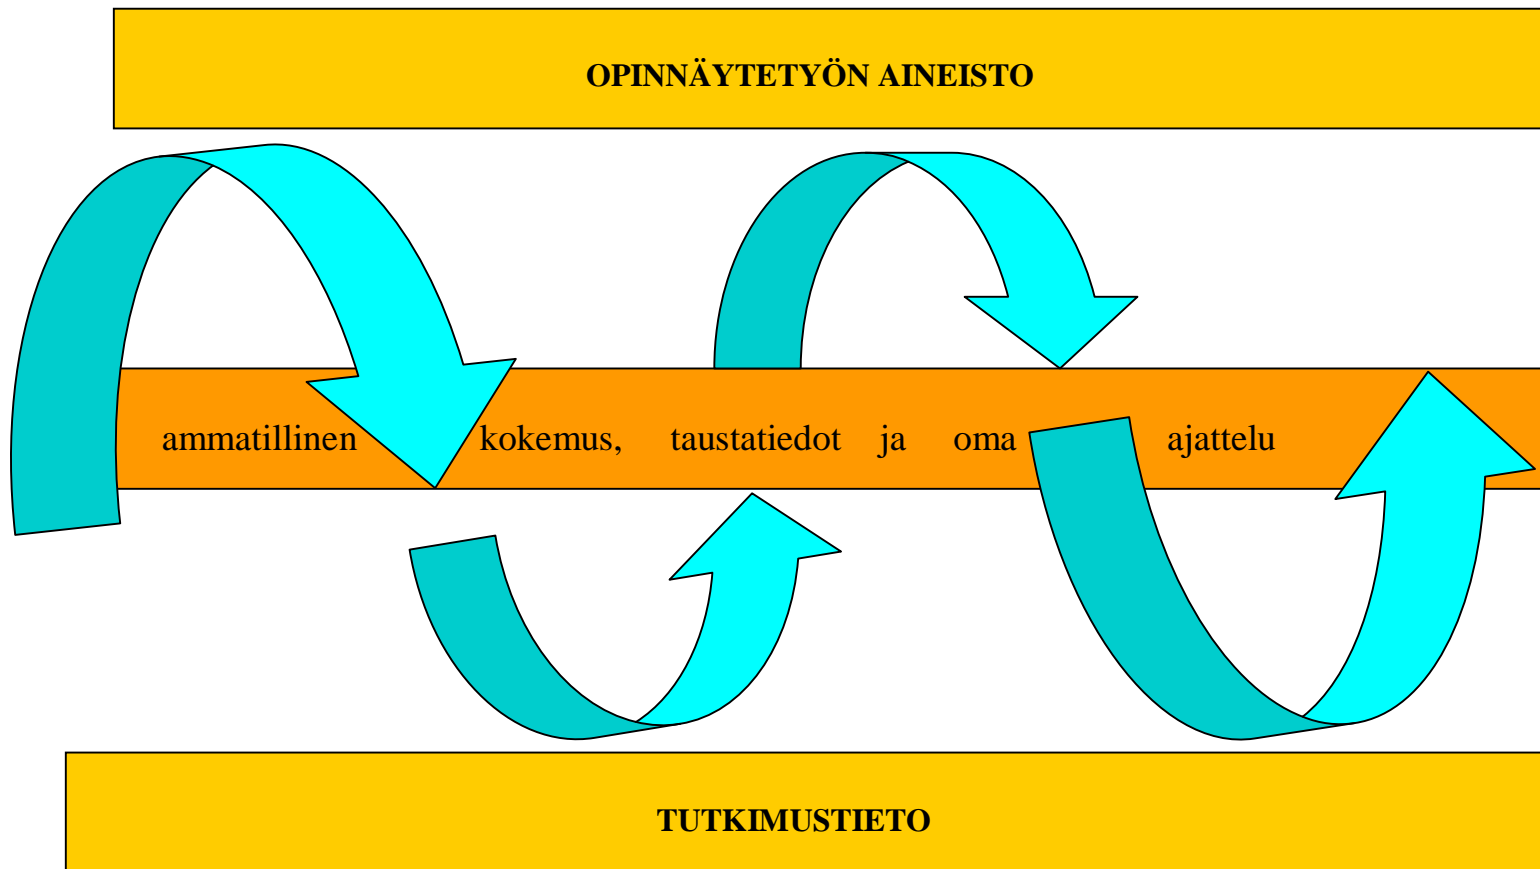 OPINNÄYTETYÖN AINEISTO
ammatillinen kokemus, taustatiedot ja oma ajattelu
TUTKIMUSTIETO